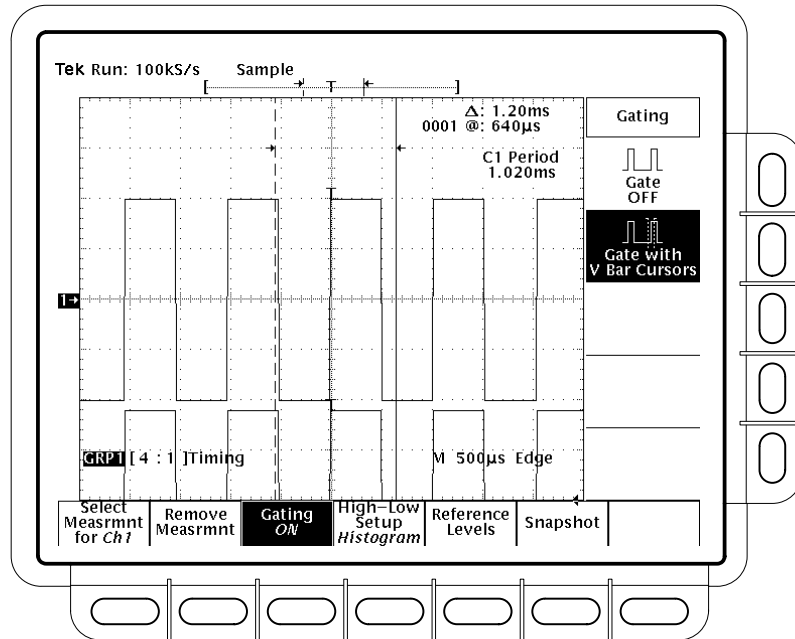 Tek Run: 100kS/s Sample
T
Δ: 1.20ms
0001 @: 640µs
C1 Period
1.020ms
1→
GRP1 [ 4 : 1 ]Timing
M 500µs Edge
Gating
Gate
OFF
Gate with
V Bar Cursors
Select
Measrmnt
for Ch1
Remove
Measrmnt
Gating
ON
High–Low
Setup
Histogram
Reference
Levels
Snapshot